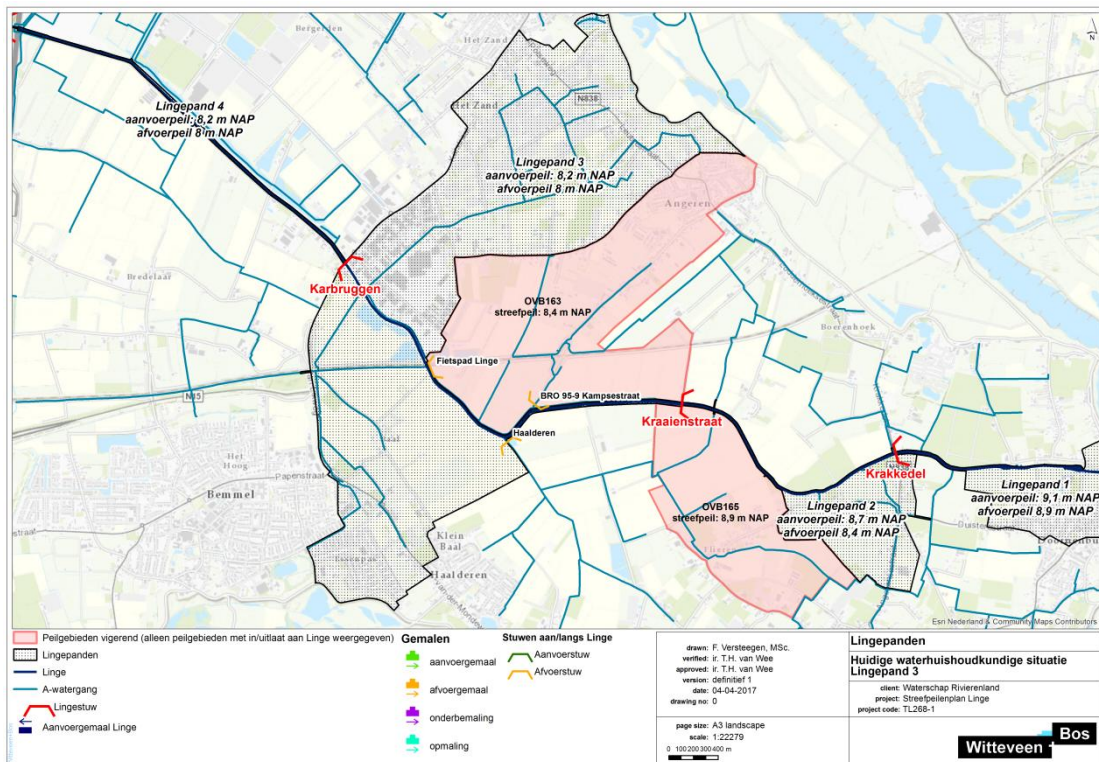 Bergerden
Het Zand
N838
Het Zand
Lingepand 4
aanvoerpeil: 8,2 m NAP
afvoerpeil 8 m NAP
Lingepand 3
aanvoerpeil: 8,2 m NAP
afvoerpeil 8 m NAP
Angeren
Bredelaar
Karbruggen
OVB163
streefpeil: 8,4 m NAP
Boerenhoek
Fietspad Linge
N15
BRO 95-9 Kampsestraat
Kraaienstraat
Haalderen
Baal
Het
Hoog
Papenstraat
Bemmel
Krakkedel
Lingepand 1
aanvoerpeil: 9,1 m NAP
afvoerpeil 8,9 m NAP
Lingepand 2
aanvoerpeil: 8,7 m NAP
afvoerpeil 8,4 m NAP
OVB165
streefpeil: 8,9 m NAP
Klein
Baal
Essenpas
Haalderen
Esri Nederland & Community Maps Contributors
Peilgebieden vigerend (alleen peilgebieden met in/uitlaat aan Linge weergegeven)
Lingepanden
Linge
A-watergang
Lingestuw
Aanvoergemaal Linge
Gemalen
aanvoergemaal
afvoergemaal
onderbemaling
opmaling
Stuwen aan/langs Linge
Aanvoerstuw
Afvoerstuw
drawn: F. Versteegen, MSc.
verified: ir. T.H. van Wee
approved: ir. T.H. van Wee
version: definitief 1
date: 04-04-2017
drawing no: 0
page size: A3 landscape
scale: 1:22279
0 100 200 300 400 m
Lingepanden
Huidige waterhuishoudkundige situatie
Lingepand 3
client: Waterschap Rivierenland
project: Streefpeilenplan Linge
project code: TL268-1
Witteveen + Bos